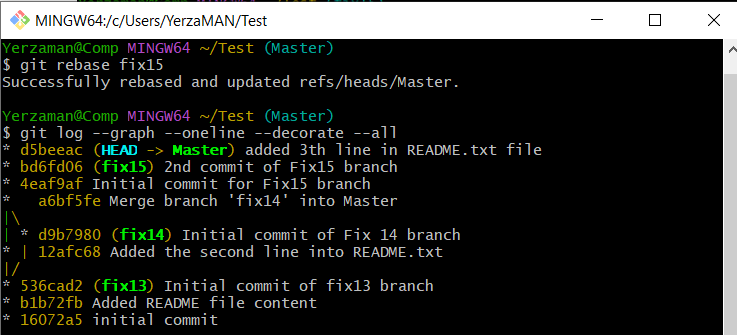 MINGW64:/c/Users/YerzaMAN/Test
Yerzaman@Comp MINGW64 ~/Test (Master)
$ git rebase fix15
Successfully rebased and updated refs/heads/Master.
Yerzaman@Comp MINGW64 ~/Test (Master)
$ git log --graph --oneline --decorate --all
* d5beeac (HEAD -> Master) added 3th line in README.txt file
* bd6fd06 (fix15) 2nd commit of Fix15 branch
* 4eaf9af Initial commit for Fix15 branch
*   a6bf5fe Merge branch 'fix14' into Master
|\
| * d9b7980 (fix14) Initial commit of Fix 14 branch
* | 12afc68 Added the second line into README.txt
|/
* 536cad2 (fix13) Initial commit of fix13 branch
* b1b72fb Added README file content
* 16072a5 initial commit